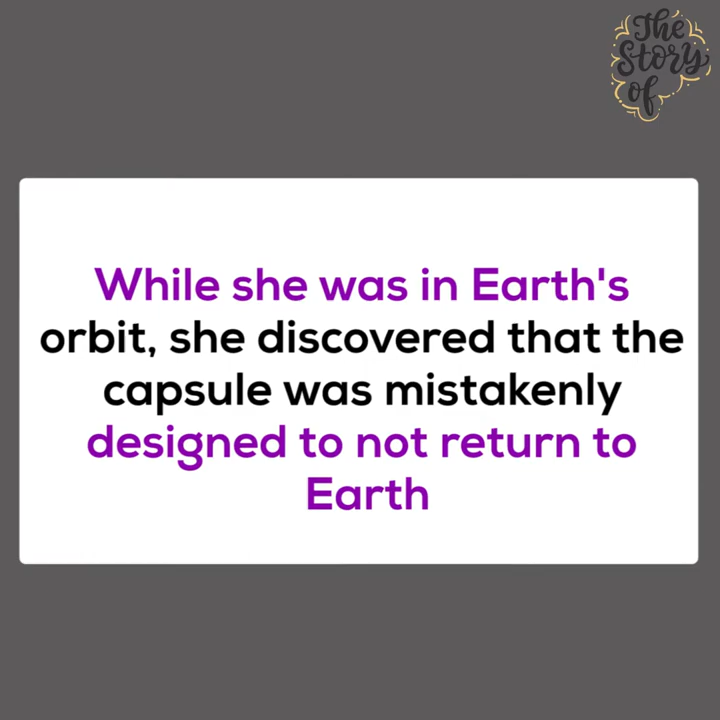 The
Story
of
While she was in Earth's
orbit, she discovered that the
capsule was mistakenly
designed to not return to
Earth